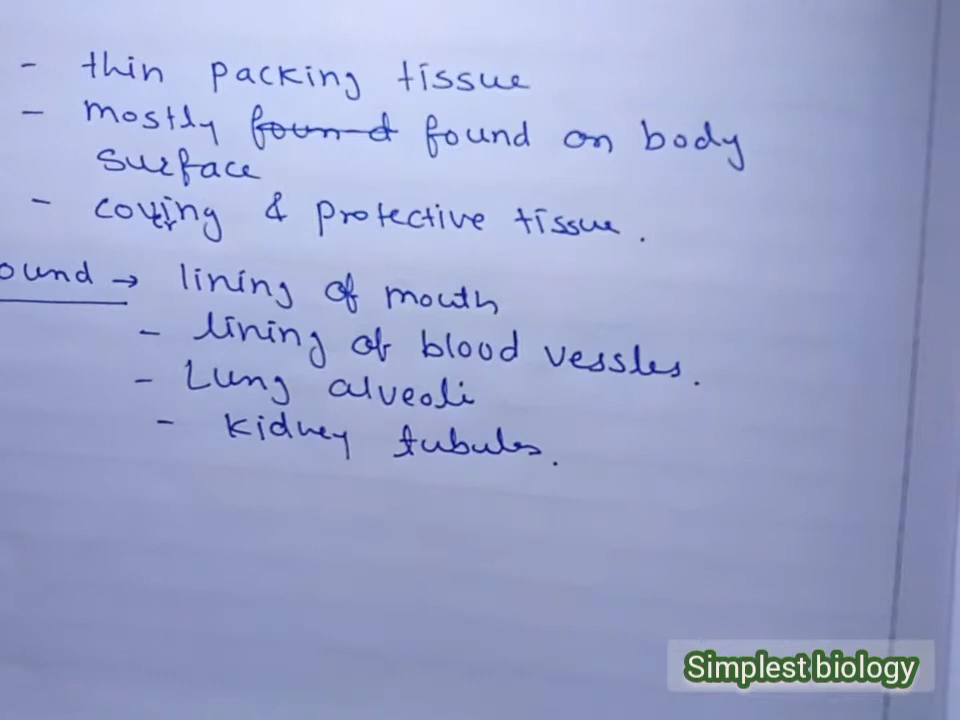 - thin packing tissue
- mostly found found on body
surface
- covring & protective tissue.
ound → lining of mouth
- lining of blood vessles.
- Lung alveoli
- kidney tubules.
Simplest biology